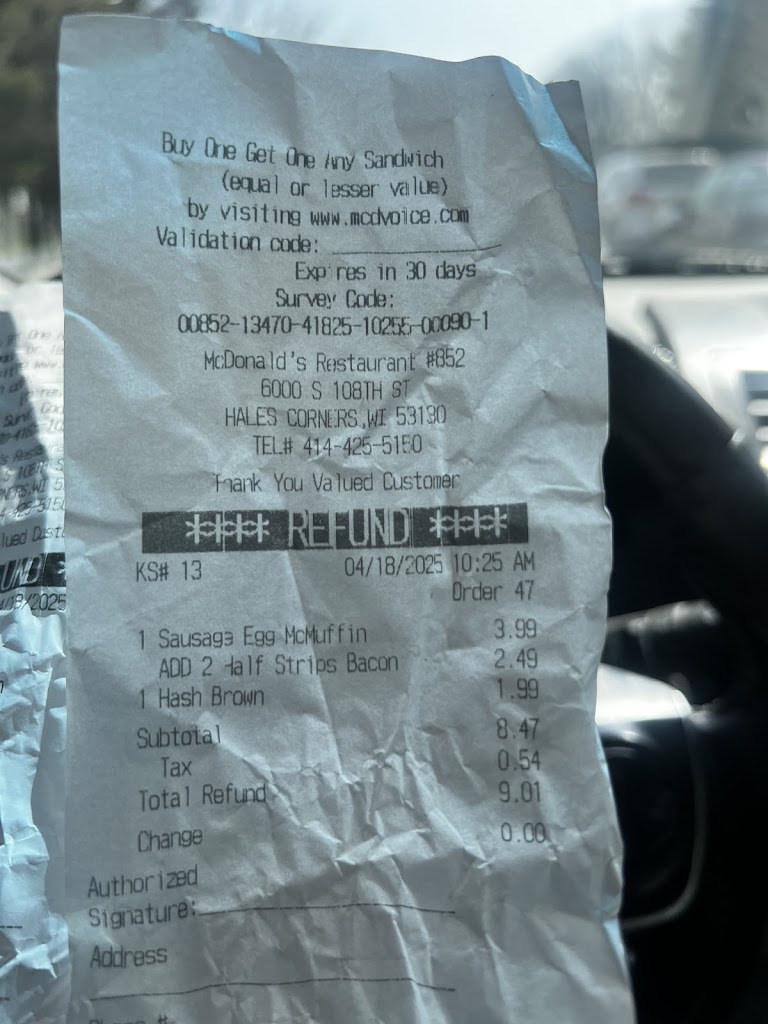 Buy One Get One Any Sandwich
(equal or lesser value)
by visiting www.mcdvoice.com
Validation code:
Expires in 30 days
Survey Code:
00852-13470-41825-10255-00090-1
McDonald's Restaurant #852
6000 S 108TH ST
HALES CORNERS,WI 53130
TEL# 414-425-5150
Thank You Valued Customer
**** REFUND ****
KS# 13 04/18/2025 10:25 AM
Order 47
1 Sausage Egg McMuffin 3.99
ADD 2 Half Strips Bacon 2.49
1 Hash Brown 1.99
Subtotal 8.47
Tax 0.54
Total Refund 9.01
Change 0.00
Authorized
Signature:
Address